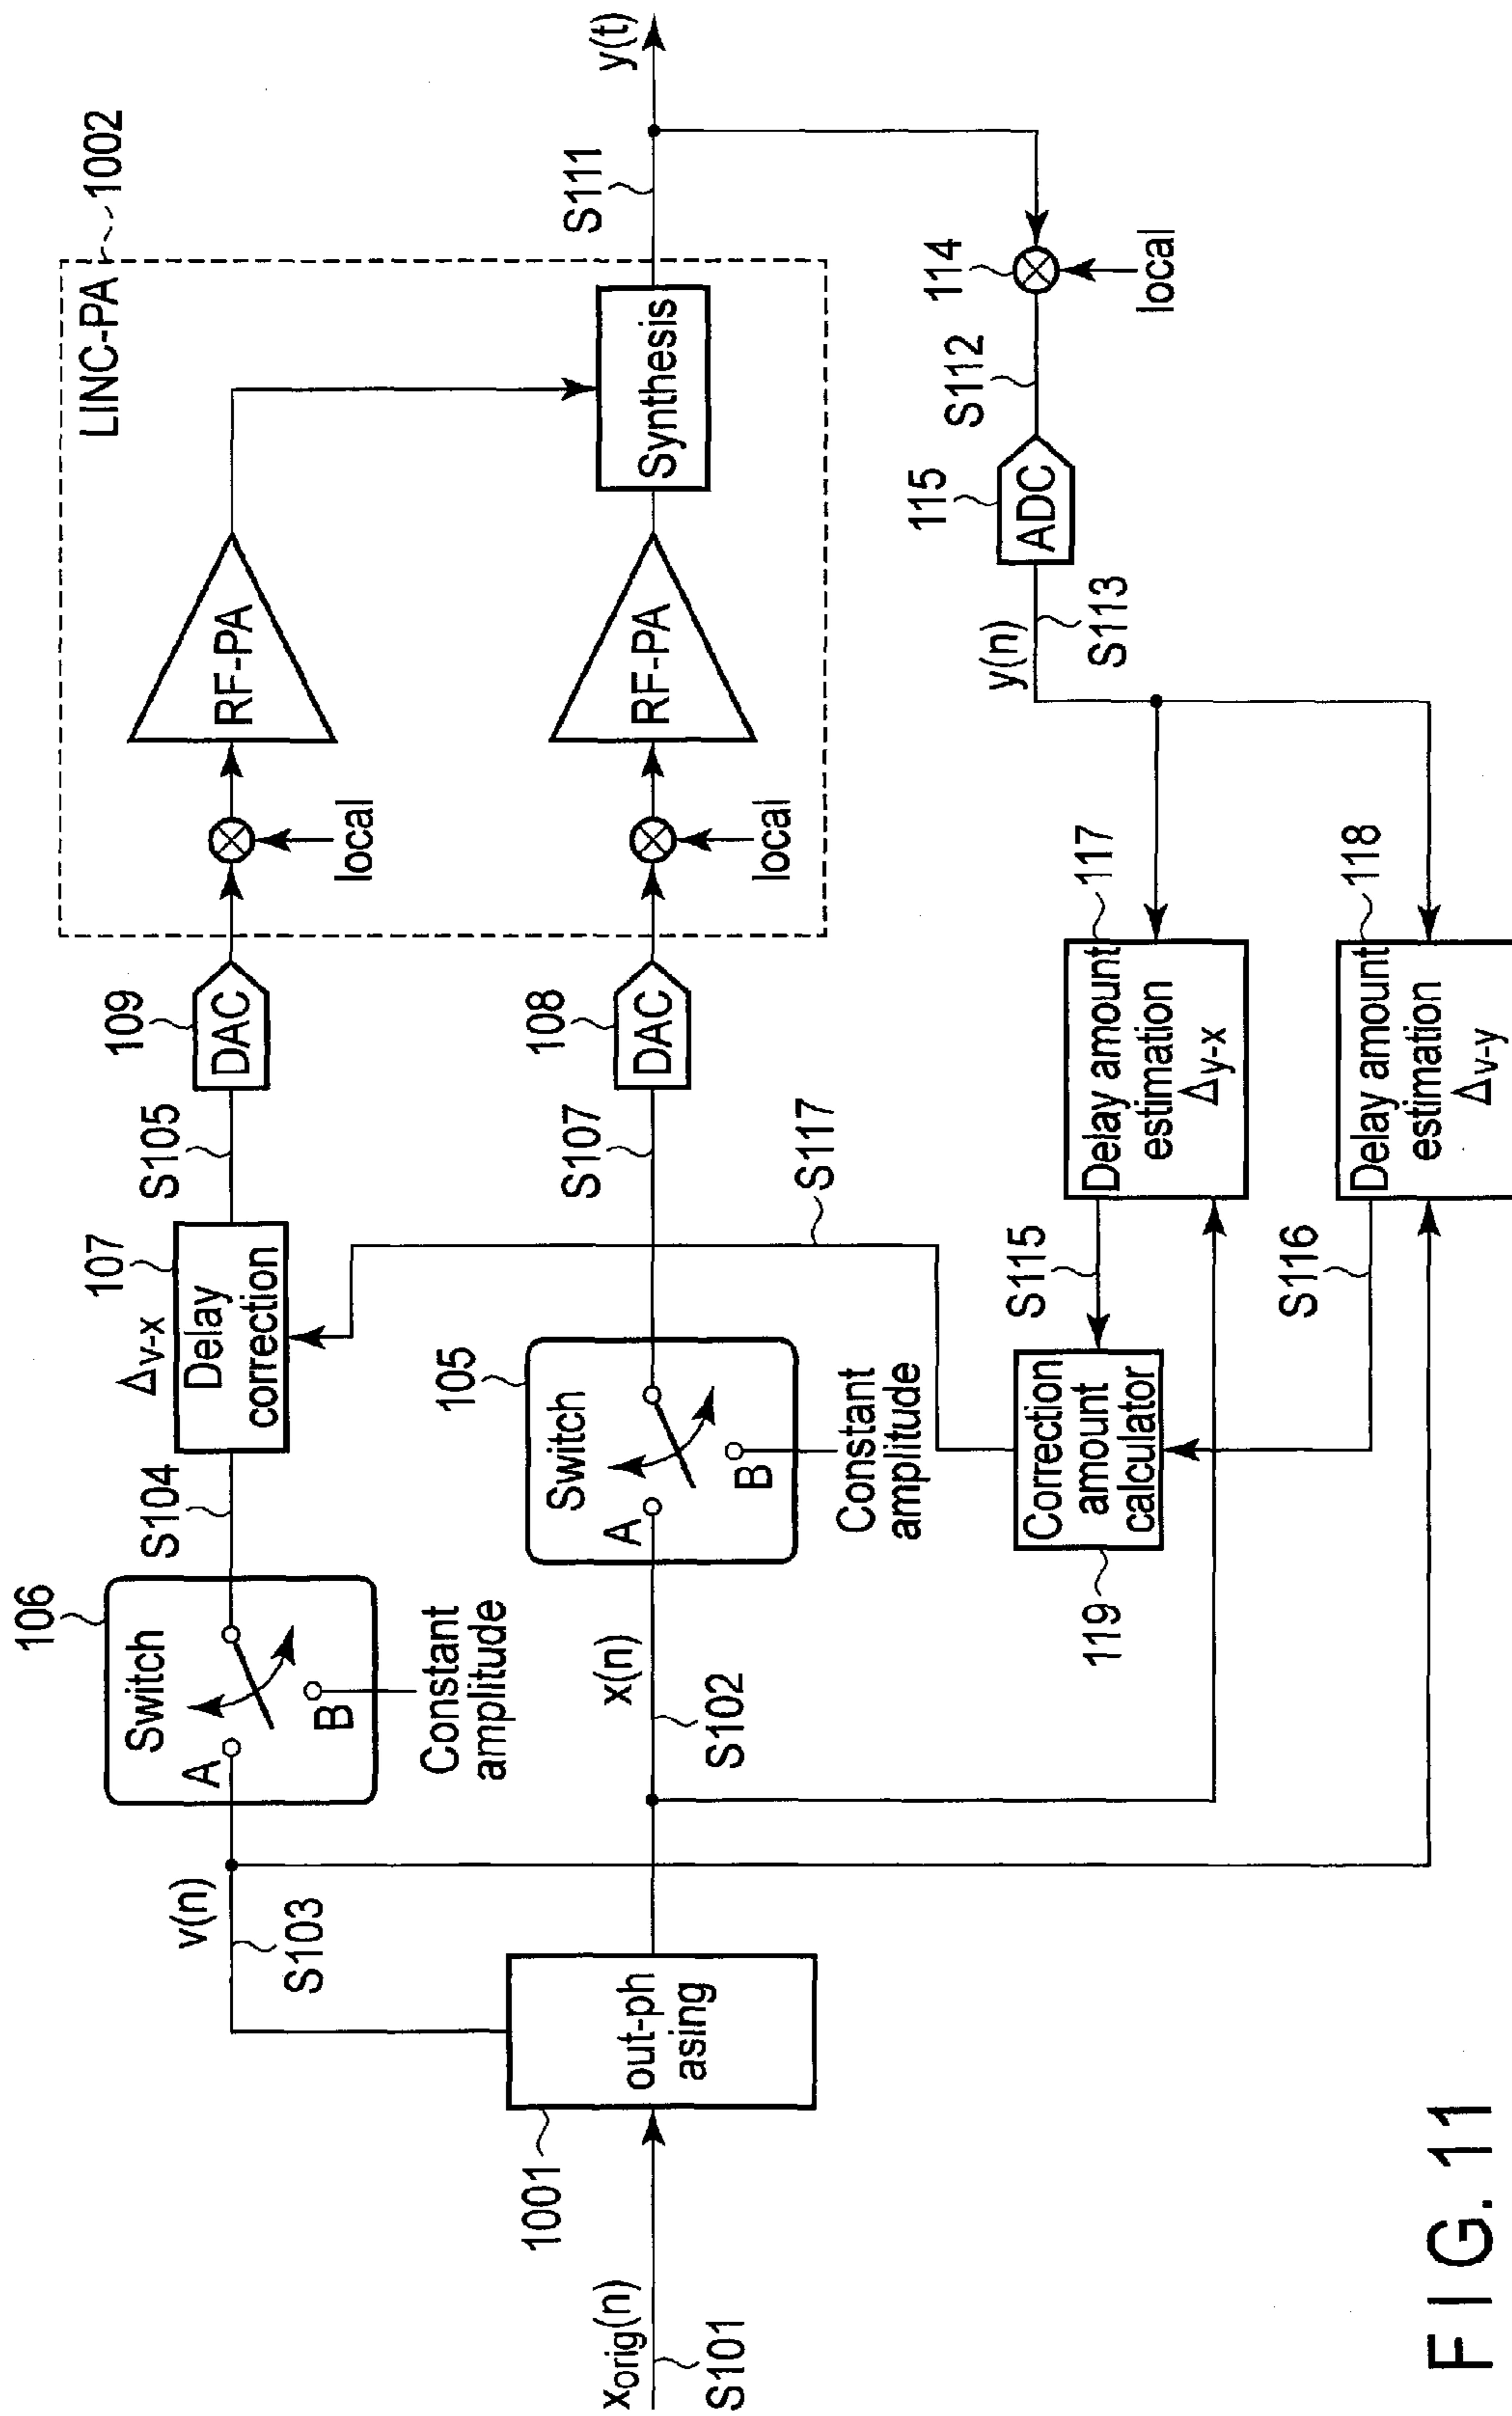 1002
LINC-PA
RF-PA
local
RF-PA
local
Synthesis
S111
y(t)
109
DAC
S105
108
DAC
S107
107
Δv-x
Delay
correction
S104
106
Switch
A
B
Constant
amplitude
105
Switch
A
B
Constant
amplitude
v(n)
S103
x(n)
S102
out-ph
asing
1001
xorig(n)
S101
S117
114
local
S112
115
ADC
y(n)
S113
117
Delay amount
estimation
Δy-x
118
Delay amount
estimation
Δv-y
S115
S116
Correction
amount
calculator
119
FIG. 11